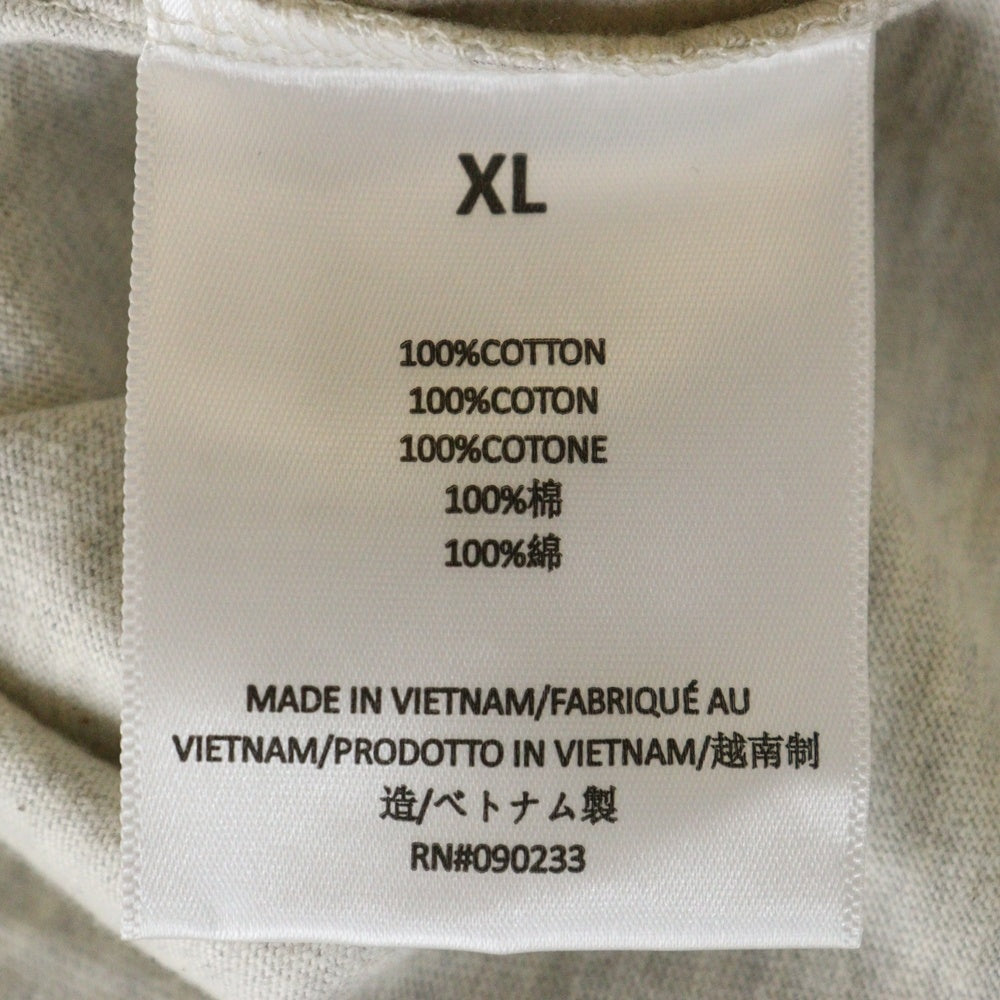 XL
100%COTTON
100%COTON
100%COTONE
100%棉
100%綿
MADE IN VIETNAM/FABRIQUÉ AU
VIETNAM/PRODOTTO IN VIETNAM/越南制
造/ベトナム製
RN#090233